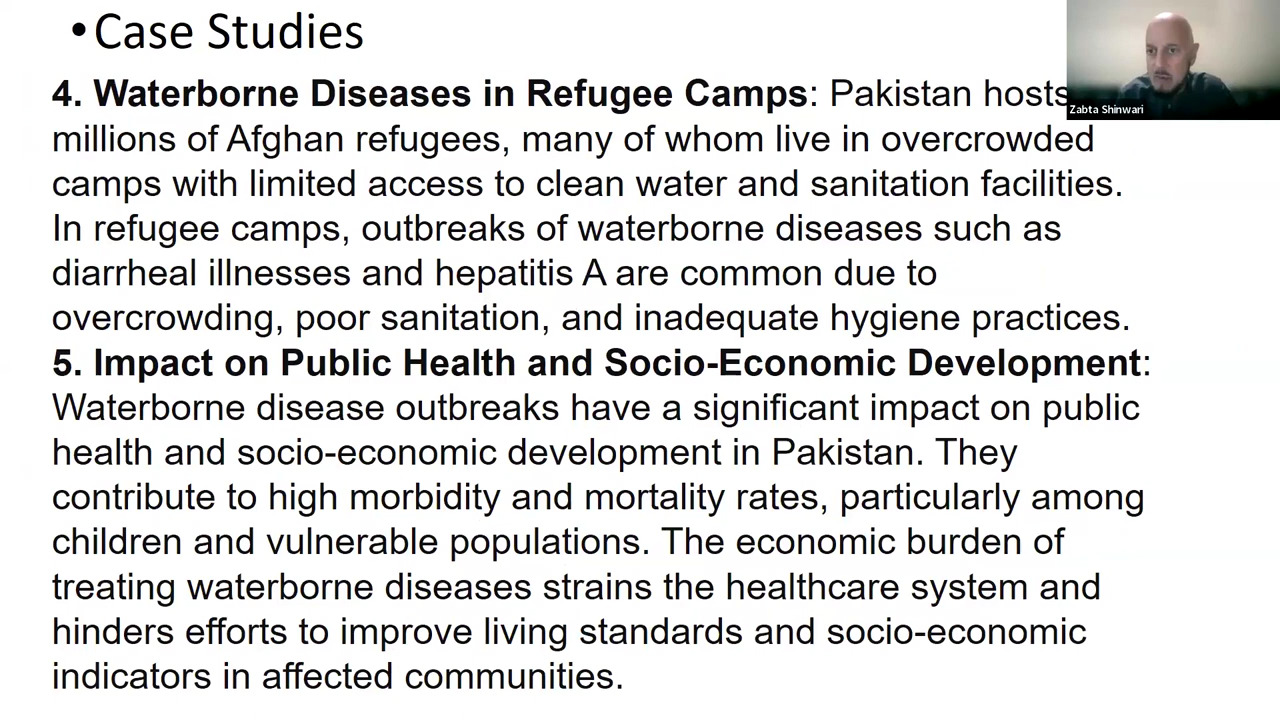 •Case Studies
4. Waterborne Diseases in Refugee Camps: Pakistan hosts
millions of Afghan refugees, many of whom live in overcrowded
camps with limited access to clean water and sanitation facilities.
In refugee camps, outbreaks of waterborne diseases such as
diarrheal illnesses and hepatitis A are common due to
overcrowding, poor sanitation, and inadequate hygiene practices.
5. Impact on Public Health and Socio-Economic Development:
Waterborne disease outbreaks have a significant impact on public
health and socio-economic development in Pakistan. They
contribute to high morbidity and mortality rates, particularly among
children and vulnerable populations. The economic burden of
treating waterborne diseases strains the healthcare system and
hinders efforts to improve living standards and socio-economic
indicators in affected communities.
Zabta Shinwari